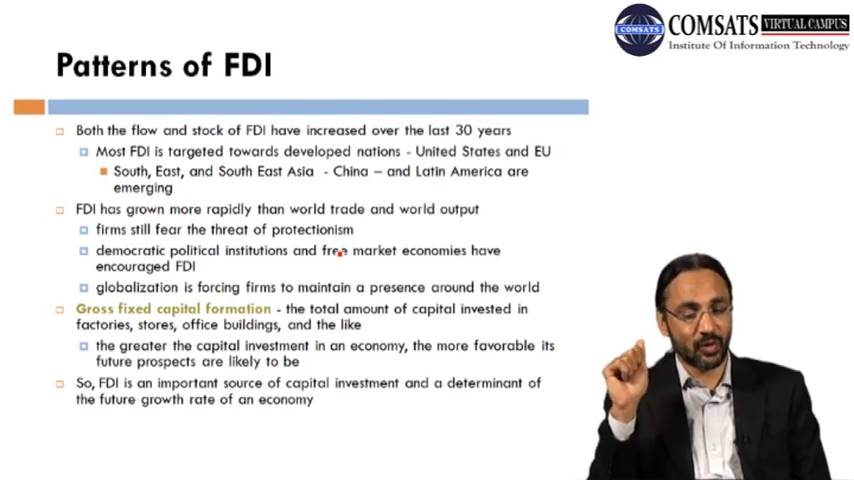 COMSATS VIRTUAL CAMPUS
COMSATS
Institute Of Information Technology
Patterns of FDI
Both the flow and stock of FDI have increased over the last 30 years
Most FDI is targeted towards developed nations - United States and EU
South, East, and South East Asia - China – and Latin America are
emerging
FDI has grown more rapidly than world trade and world output
firms still fear the threat of protectionism
democratic political institutions and free market economies have
encouraged FDI
globalization is forcing firms to maintain a presence around the world
Gross fixed capital formation - the total amount of capital invested in
factories, stores, office buildings, and the like
the greater the capital investment in an economy, the more favorable its
future prospects are likely to be
So, FDI is an important source of capital investment and a determinant of
the future growth rate of an economy